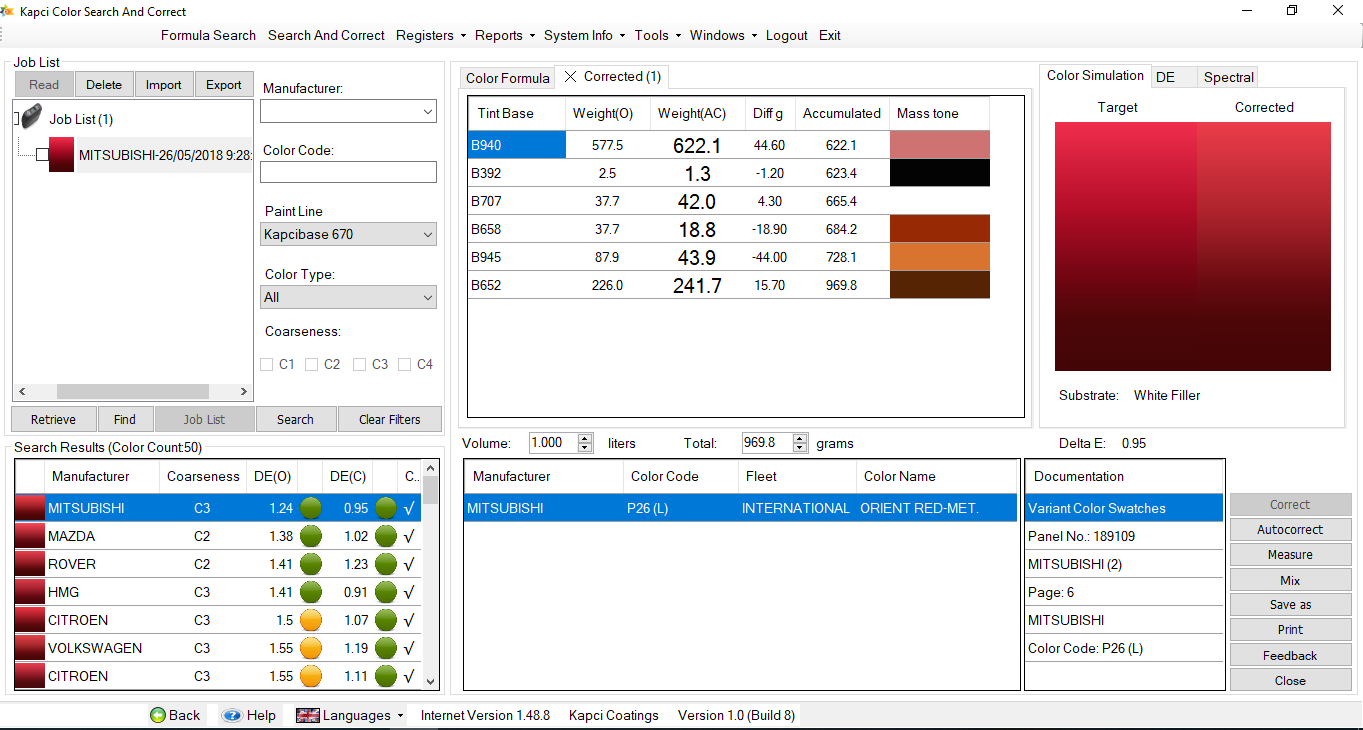 Kapci Color Search And Correct
Formula Search Search And Correct Registers Reports System Info Tools Windows Logout Exit
Job List
Read Delete Import Export
Job List (1)
MITSUBISHI-26/05/2018 9:28:
Manufacturer:
Color Code:
Paint Line
Kapcibase 670
Color Type:
All
Coarseness:
C1 C2 C3 C4
Retrieve Find Job List Search Clear Filters
Color Formula Corrected (1)
Tint Base Weight(O) Weight(AC) Diff g Accumulated Mass tone
B940 577.5 622.1 44.60 622.1
B392 2.5 1.3 -1.20 623.4
B707 37.7 42.0 4.30 665.4
B658 37.7 18.8 -18.90 684.2
B945 87.9 43.9 -44.00 728.1
B652 226.0 241.7 15.70 969.8
Color Simulation DE Spectral
Target Corrected
Substrate: White Filler
Volume: 1.000 liters Total: 969.8 grams
Delta E: 0.95
Search Results (Color Count:50)
Manufacturer Coarseness DE(O) DE(C) C..
MITSUBISHI C3 1.24 0.95 √
MAZDA C2 1.38 1.02 √
ROVER C2 1.41 1.23 √
HMG C3 1.41 0.91 √
CITROEN C3 1.5 1.07 √
VOLKSWAGEN C3 1.55 1.19 √
CITROEN C3 1.55 1.11 √
Manufacturer Color Code Fleet Color Name
MITSUBISHI P26 (L) INTERNATIONAL ORIENT RED-MET.
Documentation
Variant Color Swatches
Panel No.: 189109
MITSUBISHI (2)
Page: 6
MITSUBISHI
Color Code: P26 (L)
Correct
Autocorrect
Measure
Mix
Save as
Print
Feedback
Close
Back Help Languages Internet Version 1.48.8 Kapci Coatings Version 1.0 (Build 8)